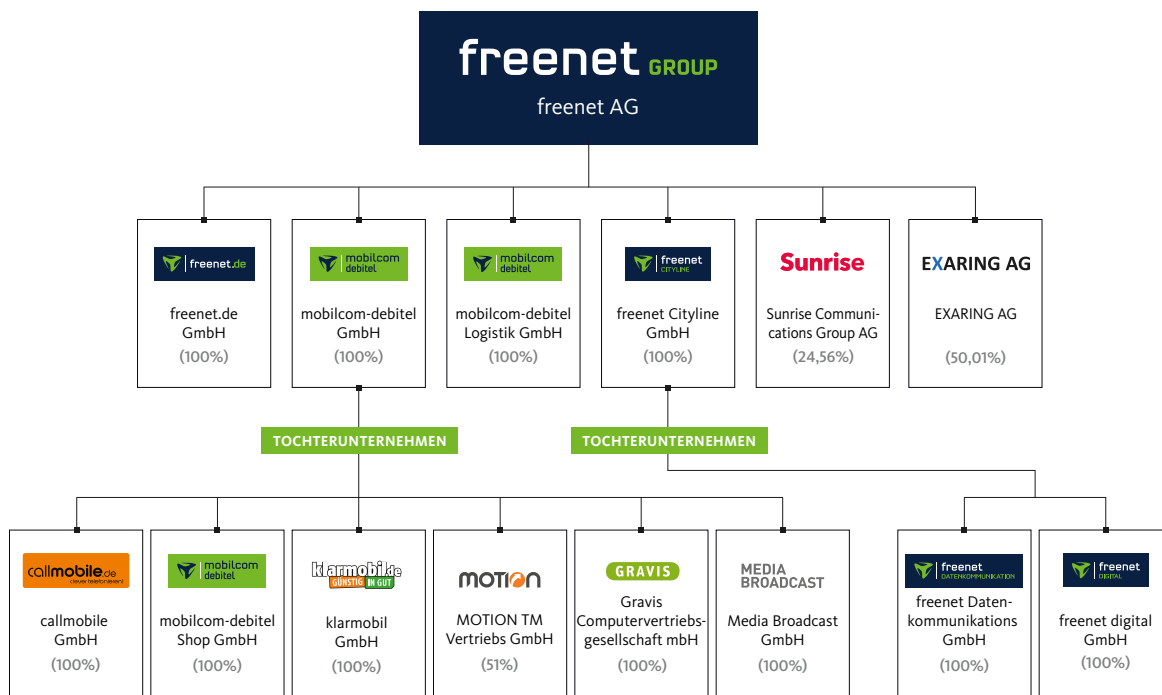 freenet GROUP
freenet AG
freenet.de
freenet.de
GmbH
(100%)
mobilcom
debitel
mobilcom-debitel
GmbH
(100%)
mobilcom
debitel
mobilcom-debitel
Logistik GmbH
(100%)
freenet
CITYLINE
freenet Cityline
GmbH
(100%)
Sunrise
Sunrise Communi-
cations Group AG
(24,56%)
EXARING AG
EXARING AG
(50,01%)
TOCHTERUNTERNEHMEN
TOCHTERUNTERNEHMEN
callmobile.de
clever telefonieren!
callmobile
GmbH
(100%)
mobilcom
debitel
mobilcom-debitel
Shop GmbH
(100%)
klarmobil.de
GÜNSTIG IN GUT
klarmobil
GmbH
(100%)
MOTION
MOTION TM
Vertriebs GmbH
(51%)
GRAVIS
Gravis
Computervertriebs-
gesellschaft mbH
(100%)
MEDIA
BROADCAST
Media Broadcast
GmbH
(100%)
freenet
DATENKOMMUNIKATION
freenet Daten-
kommunikations
GmbH
(100%)
freenet
DIGITAL
freenet digital
GmbH
(100%)